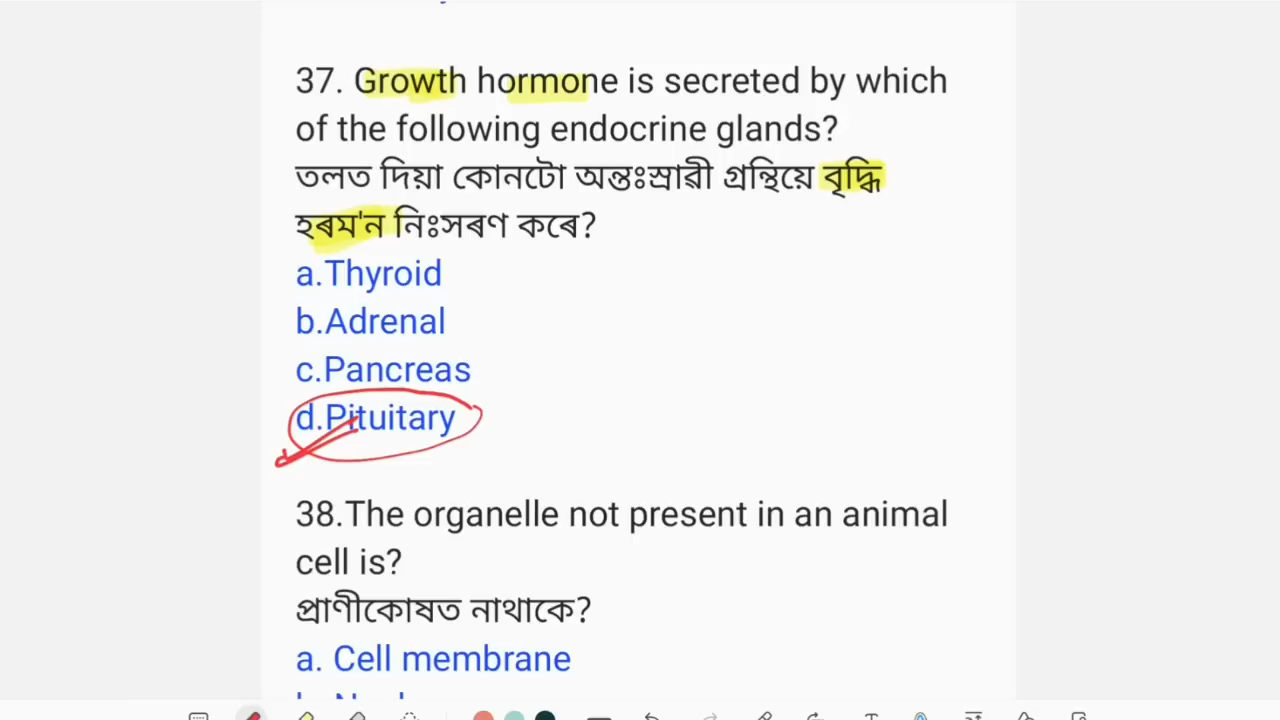 37. Growth hormone is secreted by which
of the following endocrine glands?
তলত দিয়া কোনটো অন্তঃস্ৰাৱী গ্ৰন্থিয়ে বৃদ্ধি
হৰম'ন নিঃসৰণ কৰে?
a.Thyroid
b.Adrenal
c.Pancreas
d.Pituitary
38.The organelle not present in an animal
cell is?
প্ৰাণীকোষত নাথাকে?
a. Cell membrane